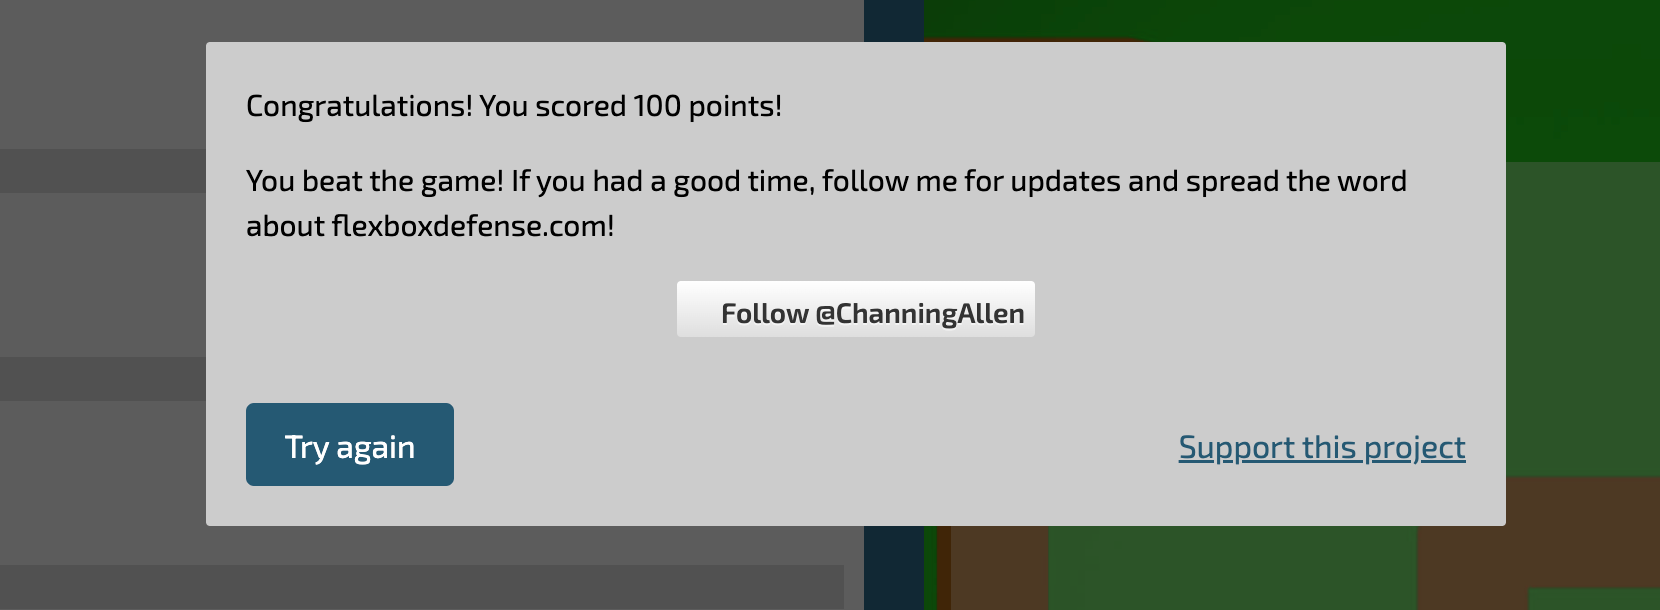 Congratulations! You scored 100 points!
You beat the game! If you had a good time, follow me for updates and spread the word
about flexboxdefense.com!
Follow @ChanningAllen
Try again
Support this project